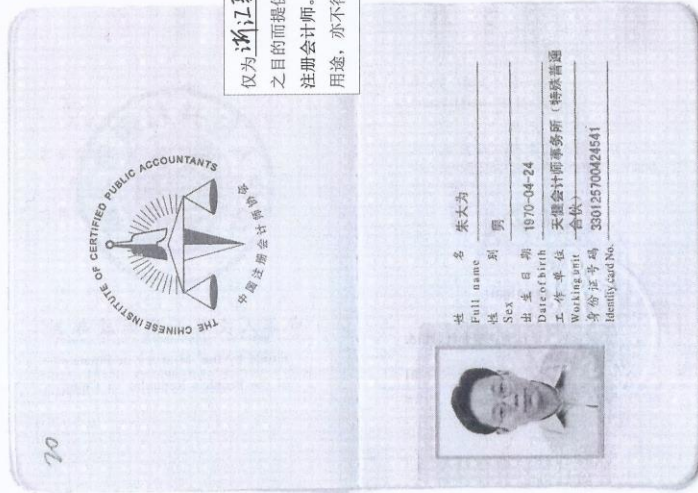 20
THE CHINESE INSTITUTE OF CERTIFIED PUBLIC ACCOUNTANTS
中国注册会计师协会
仅为 浙江
之目的而提供
注册会计师。
用途，亦不得
姓 名 朱大为
Full name
性 别 男
Sex
出生日期 1970-04-24
Date of birth
工作单位 天健会计师事务所（特殊普通
Working unit 合伙）
身份证号码 330125700424541
Identity card No.